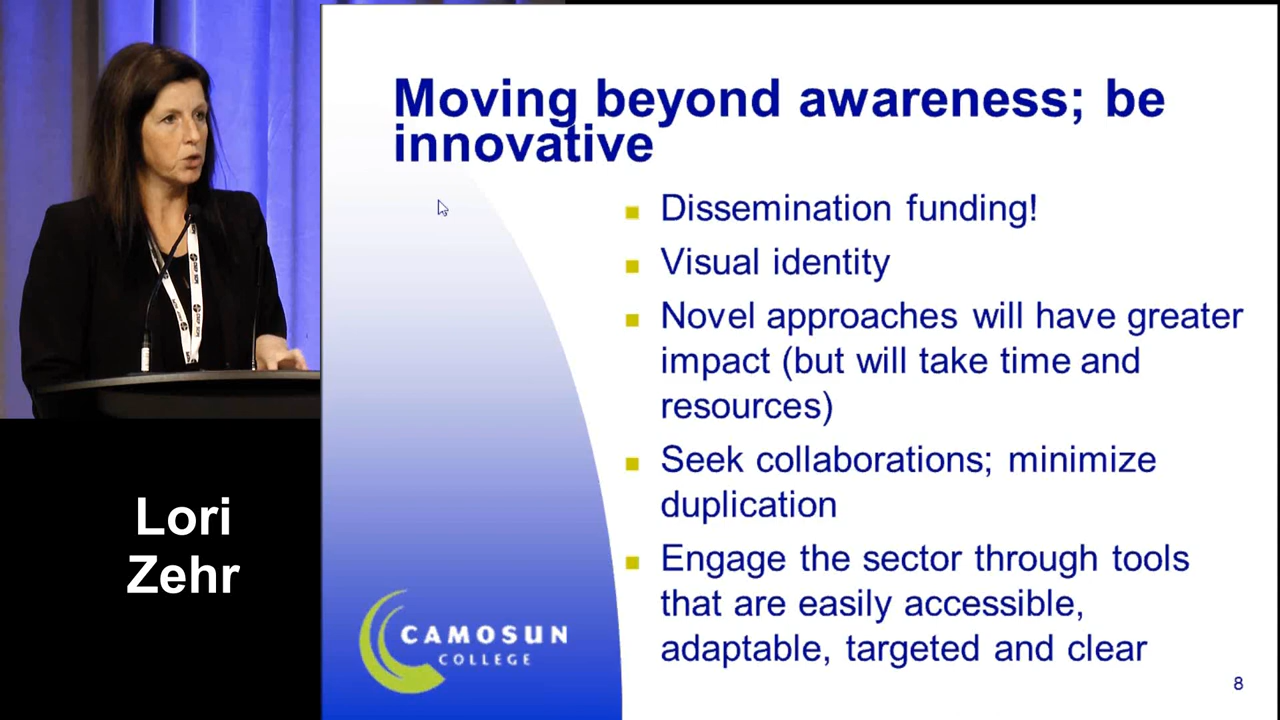 Moving beyond awareness; be
innovative
Dissemination funding!
Visual identity
Novel approaches will have greater
impact (but will take time and
resources)
Seek collaborations; minimize
duplication
Engage the sector through tools
that are easily accessible,
adaptable, targeted and clear
Lori
Zehr
CAMOSUN
COLLEGE
8